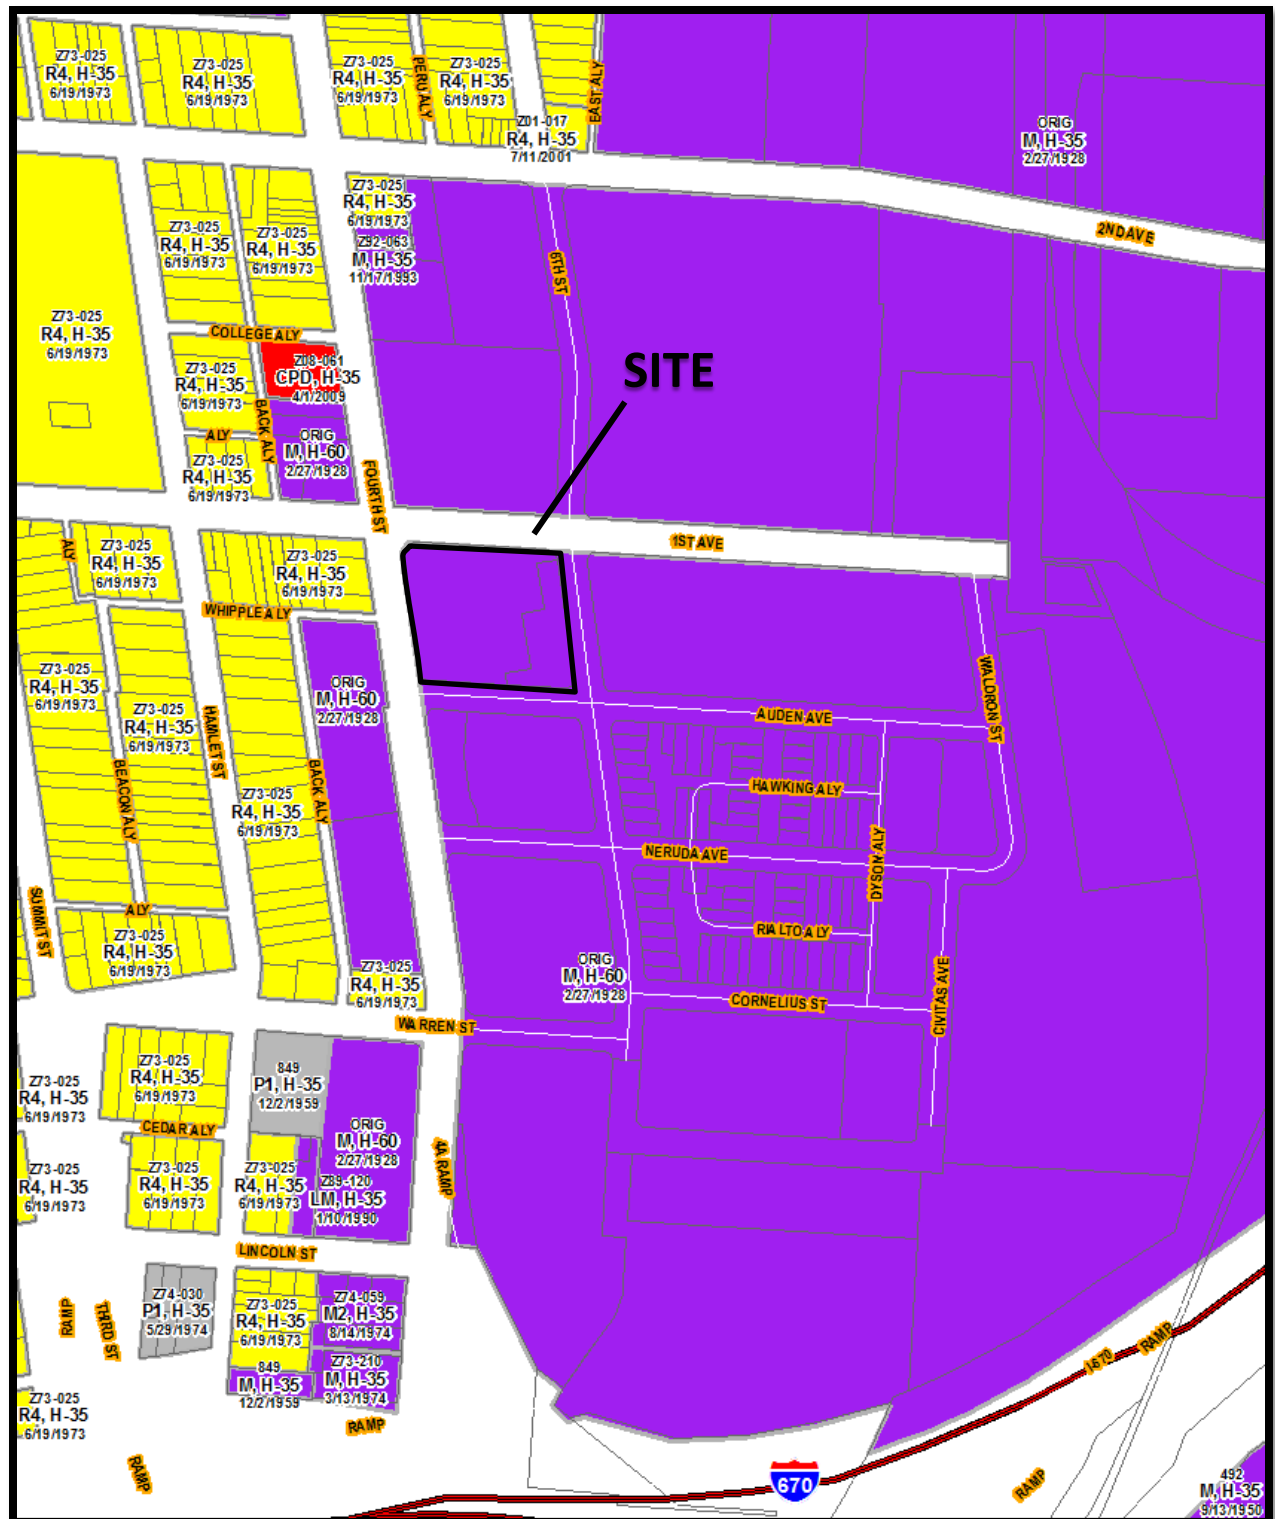 Z73-025
R4, H-35
6/19/1973
Z73-025
R4, H-35
6/19/1973
Z73-025
R4, H-35
6/19/1973
PERU ALY
Z73-025
R4, H-35
6/19/1973
EAST ALY
Z01-017
R4, H-35
7/11/2001
ORIG
M, H-35
2/27/1928
2ND AVE
Z73-025
R4, H-35
6/19/1973
Z73-025
R4, H-35
6/19/1973
Z73-025
R4, H-35
6/19/1973
Z92-063
M, H-35
11/17/1993
6TH ST
Z73-025
R4, H-35
6/19/1973
COLLEGE ALY
Z73-025
R4, H-35
6/19/1973
Z08-061
CPD, H-35
4/1/2009
SITE
BACK ALY
ALY
ORIG
M, H-60
2/27/1928
Z73-025
R4, H-35
6/19/1973
FOURTH ST
1ST AVE
ALY
Z73-025
R4, H-35
6/19/1973
Z73-025
R4, H-35
6/19/1973
WHIPPLE ALY
Z73-025
R4, H-35
6/19/1973
ORIG
M, H-60
2/27/1928
Z73-025
R4, H-35
6/19/1973
HAMLET ST
WALDRON ST
AUDEN AVE
BEACON ALY
BACK ALY
Z73-025
R4, H-35
6/19/1973
HAWKING ALY
NERUDA AVE
DYSON ALY
SUMMIT ST
ALY
Z73-025
R4, H-35
6/19/1973
RIALTO ALY
Z73-025
R4, H-35
6/19/1973
ORIG
M, H-60
2/27/1928
CORNELIUS ST
CIVITAS AVE
WARREN ST
Z73-025
R4, H-35
6/19/1973
849
P1, H-35
12/2/1959
Z73-025
R4, H-35
6/19/1973
CEDAR ALY
ORIG
M, H-60
2/27/1928
4A RAMP
Z73-025
R4, H-35
6/19/1973
Z73-025
R4, H-35
6/19/1973
Z73-025
R4, H-35
6/19/1973
Z89-120
LM, H-35
1/10/1990
LINCOLN ST
RAMP
THIRD ST
Z74-030
P1, H-35
5/29/1974
Z73-025
R4, H-35
6/19/1973
Z74-059
M2, H-35
8/14/1974
849
M, H-35
12/2/1959
Z73-210
M, H-35
3/13/1974
I-670
RAMP
Z73-025
R4, H-35
6/19/1973
RAMP
RAMP
670
RAMP
492
M, H-35
9/13/1950